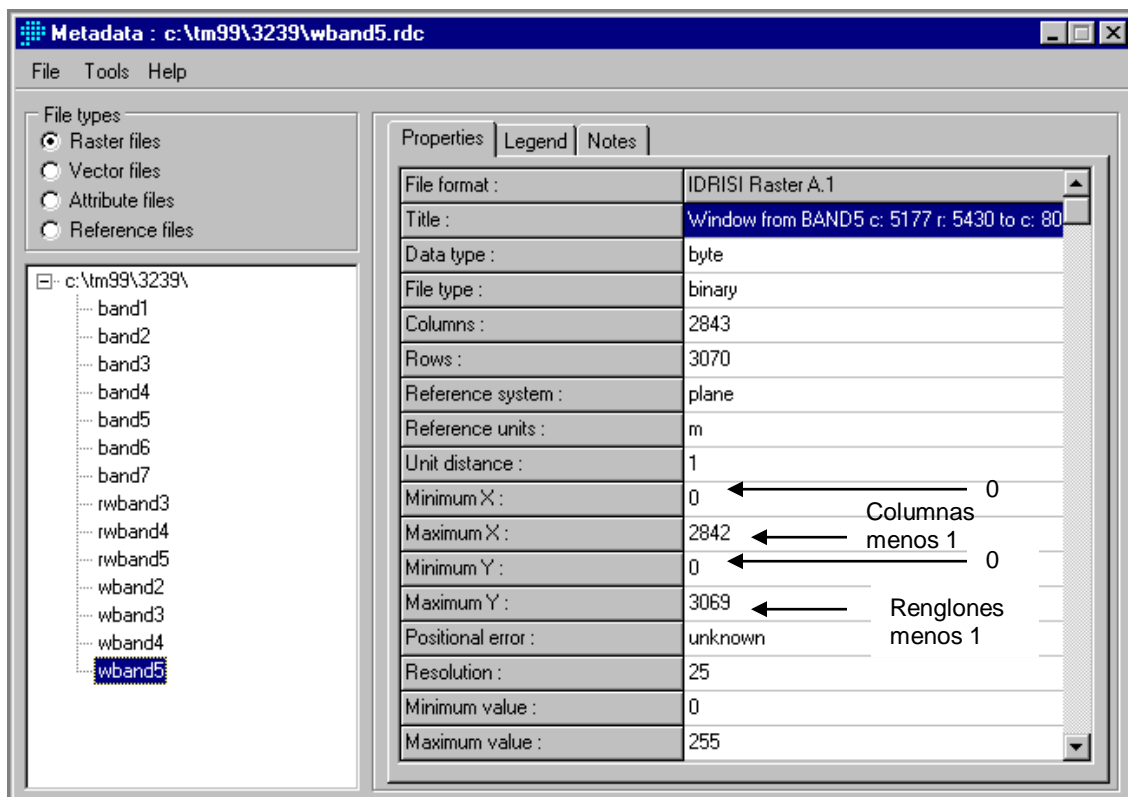 Metadata : c:\tm99\3239\wband5.rdc
File Tools Help
File types
Raster files
Vector files
Attribute files
Reference files
c:\tm99\3239\
band1
band2
band3
band4
band5
band6
band7
rwband3
rwband4
rwband5
wband2
wband3
wband4
wband5
Properties Legend Notes
File format : IDRISI Raster A.1
Title : Window from BAND5 c: 5177 r: 5430 to c: 80
Data type : byte
File type : binary
Columns : 2843
Rows : 3070
Reference system : plane
Reference units : m
Unit distance : 1
Minimum X : 0 0
Maximum X : 2842 Columnas
menos 1
Minimum Y : 0 0
Maximum Y : 3069 Renglones
menos 1
Positional error : unknown
Resolution : 25
Minimum value : 0
Maximum value : 255